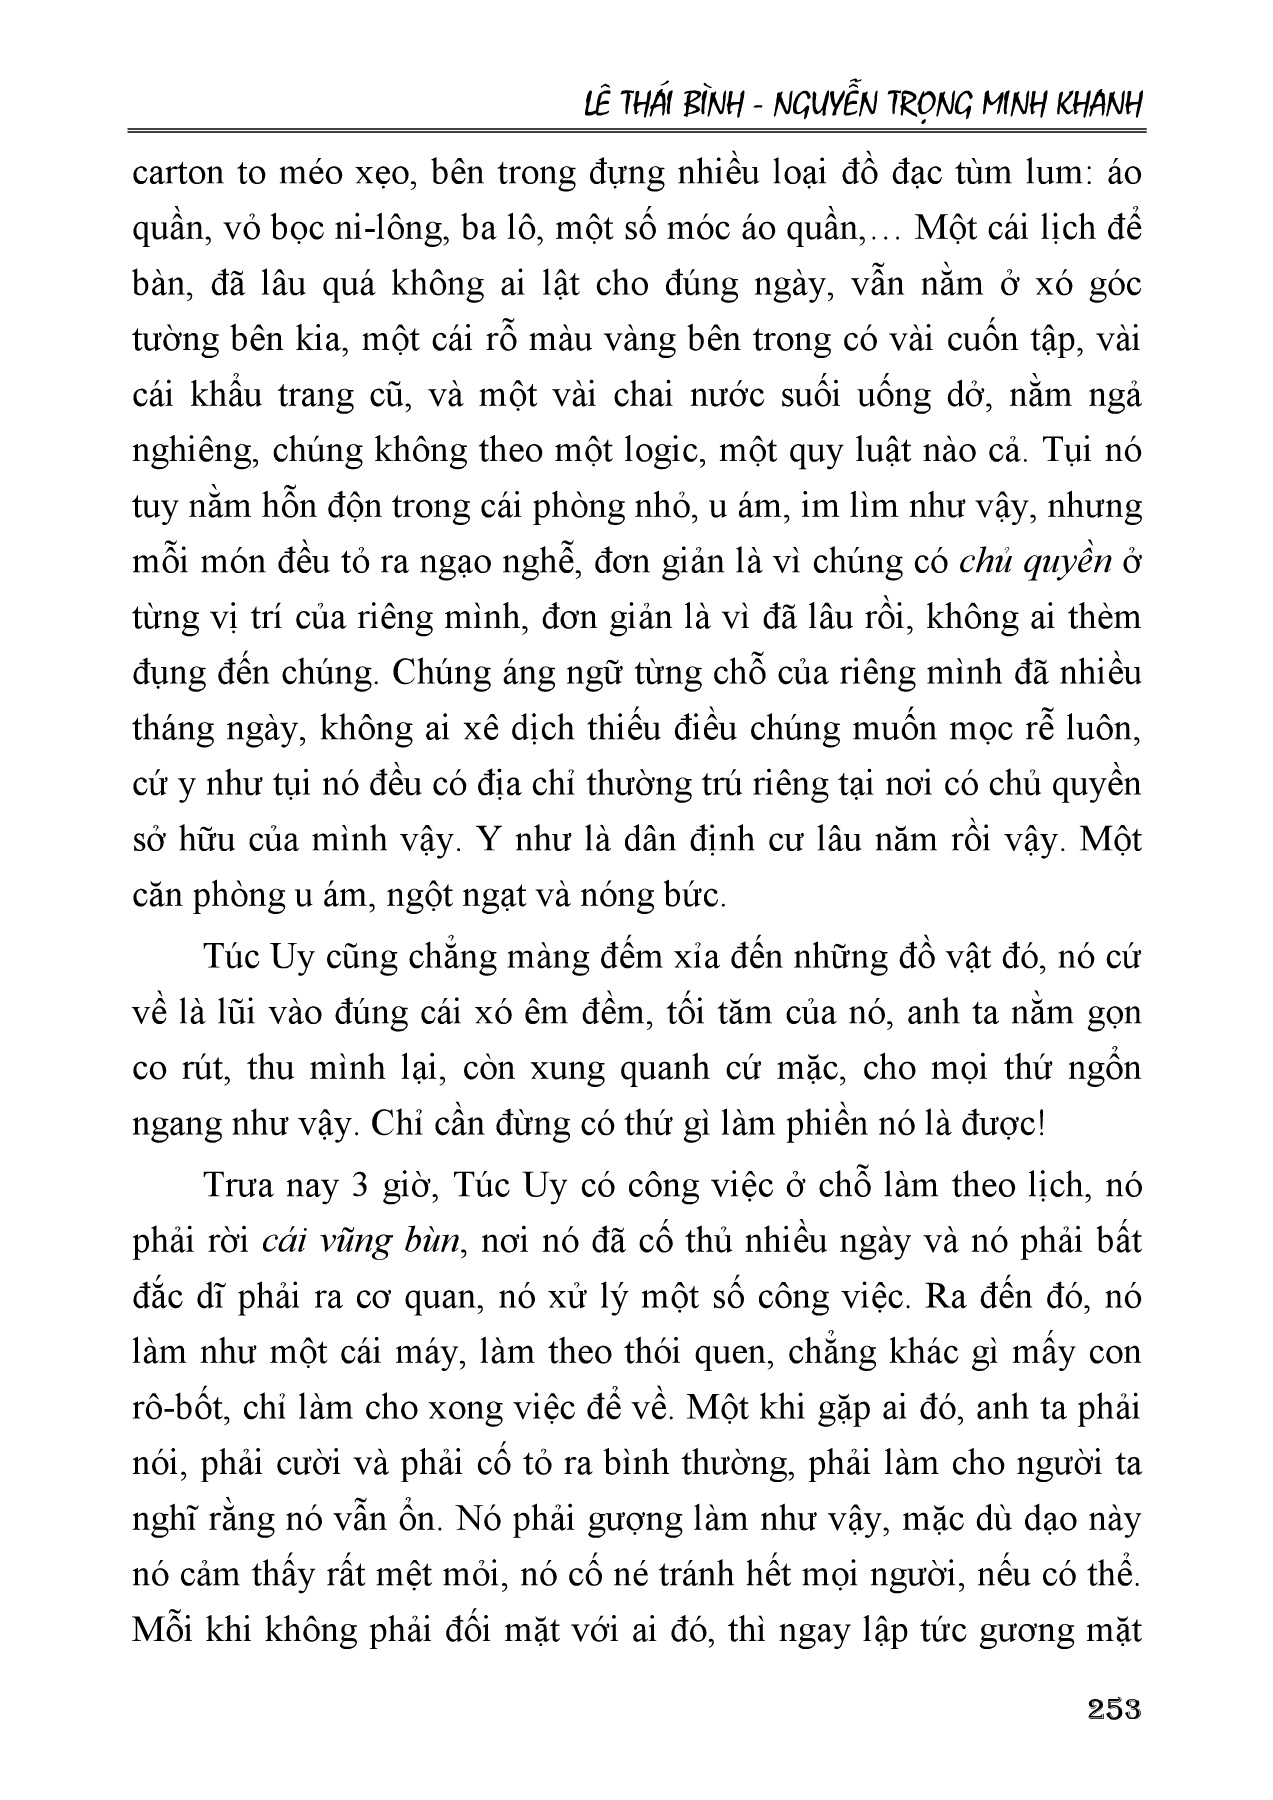 LÊ THÁI BÌNH - NGUYỄN TRỌNG MINH KHANH
carton to méo xẹo, bên trong đựng nhiều loại đồ đạc tùm lum: áo
quần, vỏ bọc ni-lông, ba lô, một số móc áo quần,… Một cái lịch để
bàn, đã lâu quá không ai lật cho đúng ngày, vẫn nằm ở xó góc
tường bên kia, một cái rỗ màu vàng bên trong có vài cuốn tập, vài
cái khẩu trang cũ, và một vài chai nước suối uống dở, nằm ngả
nghiêng, chúng không theo một logic, một quy luật nào cả. Tụi nó
tuy nằm hỗn độn trong cái phòng nhỏ, u ám, im lìm như vậy, nhưng
mỗi món đều tỏ ra ngạo nghễ, đơn giản là vì chúng có chủ quyền ở
từng vị trí của riêng mình, đơn giản là vì đã lâu rồi, không ai thèm
đụng đến chúng. Chúng áng ngữ từng chỗ của riêng mình đã nhiều
tháng ngày, không ai xê dịch thiếu điều chúng muốn mọc rễ luôn,
cứ y như tụi nó đều có địa chỉ thường trú riêng tại nơi có chủ quyền
sở hữu của mình vậy. Y như là dân định cư lâu năm rồi vậy. Một
căn phòng u ám, ngột ngạt và nóng bức.
Túc Uy cũng chẳng màng đếm xỉa đến những đồ vật đó, nó cứ
về là lũi vào đúng cái xó êm đềm, tối tăm của nó, anh ta nằm gọn
co rút, thu mình lại, còn xung quanh cứ mặc, cho mọi thứ ngổn
ngang như vậy. Chỉ cần đừng có thứ gì làm phiền nó là được!
Trưa nay 3 giờ, Túc Uy có công việc ở chỗ làm theo lịch, nó
phải rời cái vũng bùn, nơi nó đã cố thủ nhiều ngày và nó phải bất
đắc dĩ phải ra cơ quan, nó xử lý một số công việc. Ra đến đó, nó
làm như một cái máy, làm theo thói quen, chẳng khác gì mấy con
rô-bốt, chỉ làm cho xong việc để về. Một khi gặp ai đó, anh ta phải
nói, phải cười và phải cố tỏ ra bình thường, phải làm cho người ta
nghĩ rằng nó vẫn ổn. Nó phải gượng làm như vậy, mặc dù dạo này
nó cảm thấy rất mệt mỏi, nó cố né tránh hết mọi người, nếu có thể.
Mỗi khi không phải đối mặt với ai đó, thì ngay lập tức gương mặt
253